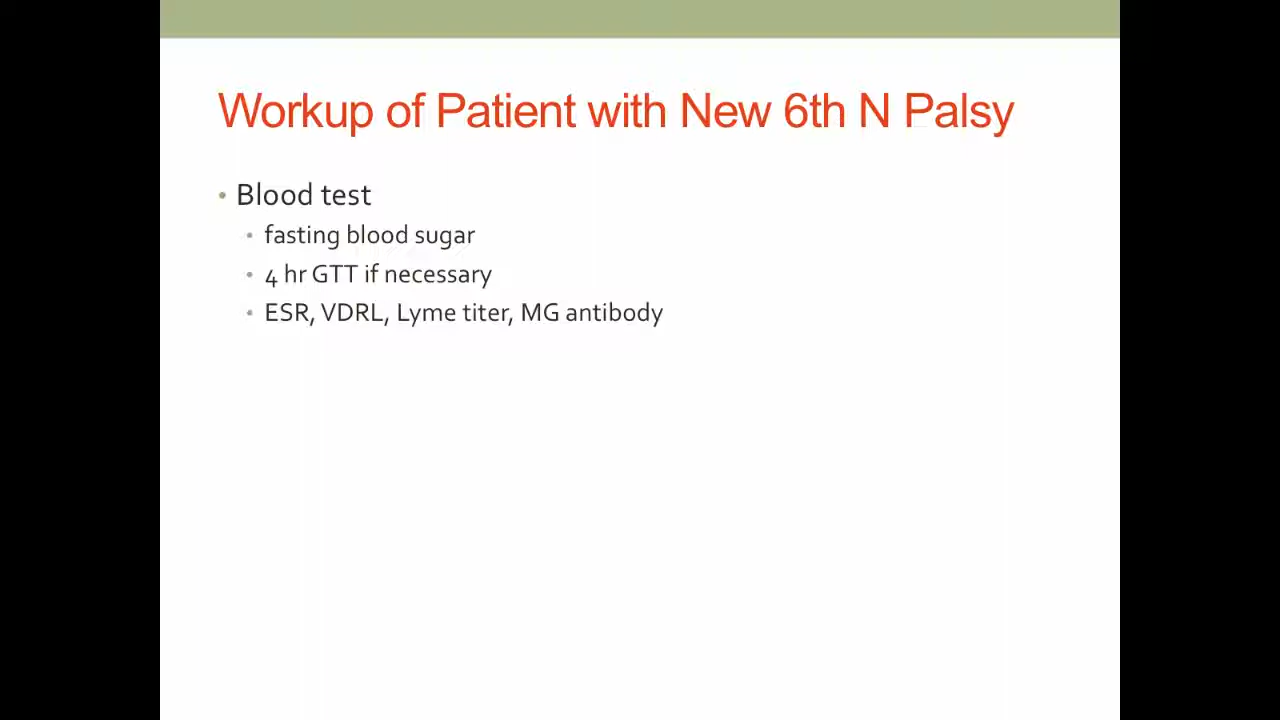 Workup of Patient with New 6th N Palsy
• Blood test
• fasting blood sugar
• 4 hr GTT if necessary
• ESR, VDRL, Lyme titer, MG antibody